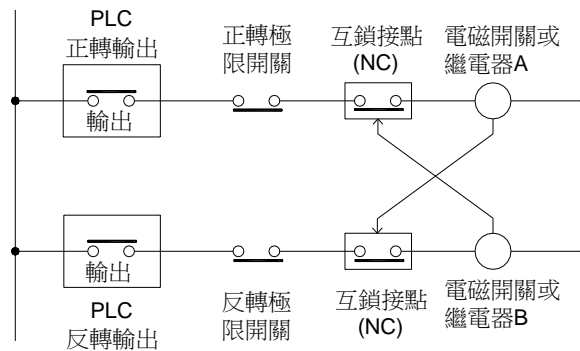 PLC
正轉輸出
正轉極
限開關
互鎖接點
(NC)
電磁開關或
繼電器A
輸出
輸出
PLC
反轉輸出
反轉極
限開關
互鎖接點
(NC)
電磁開關或
繼電器B